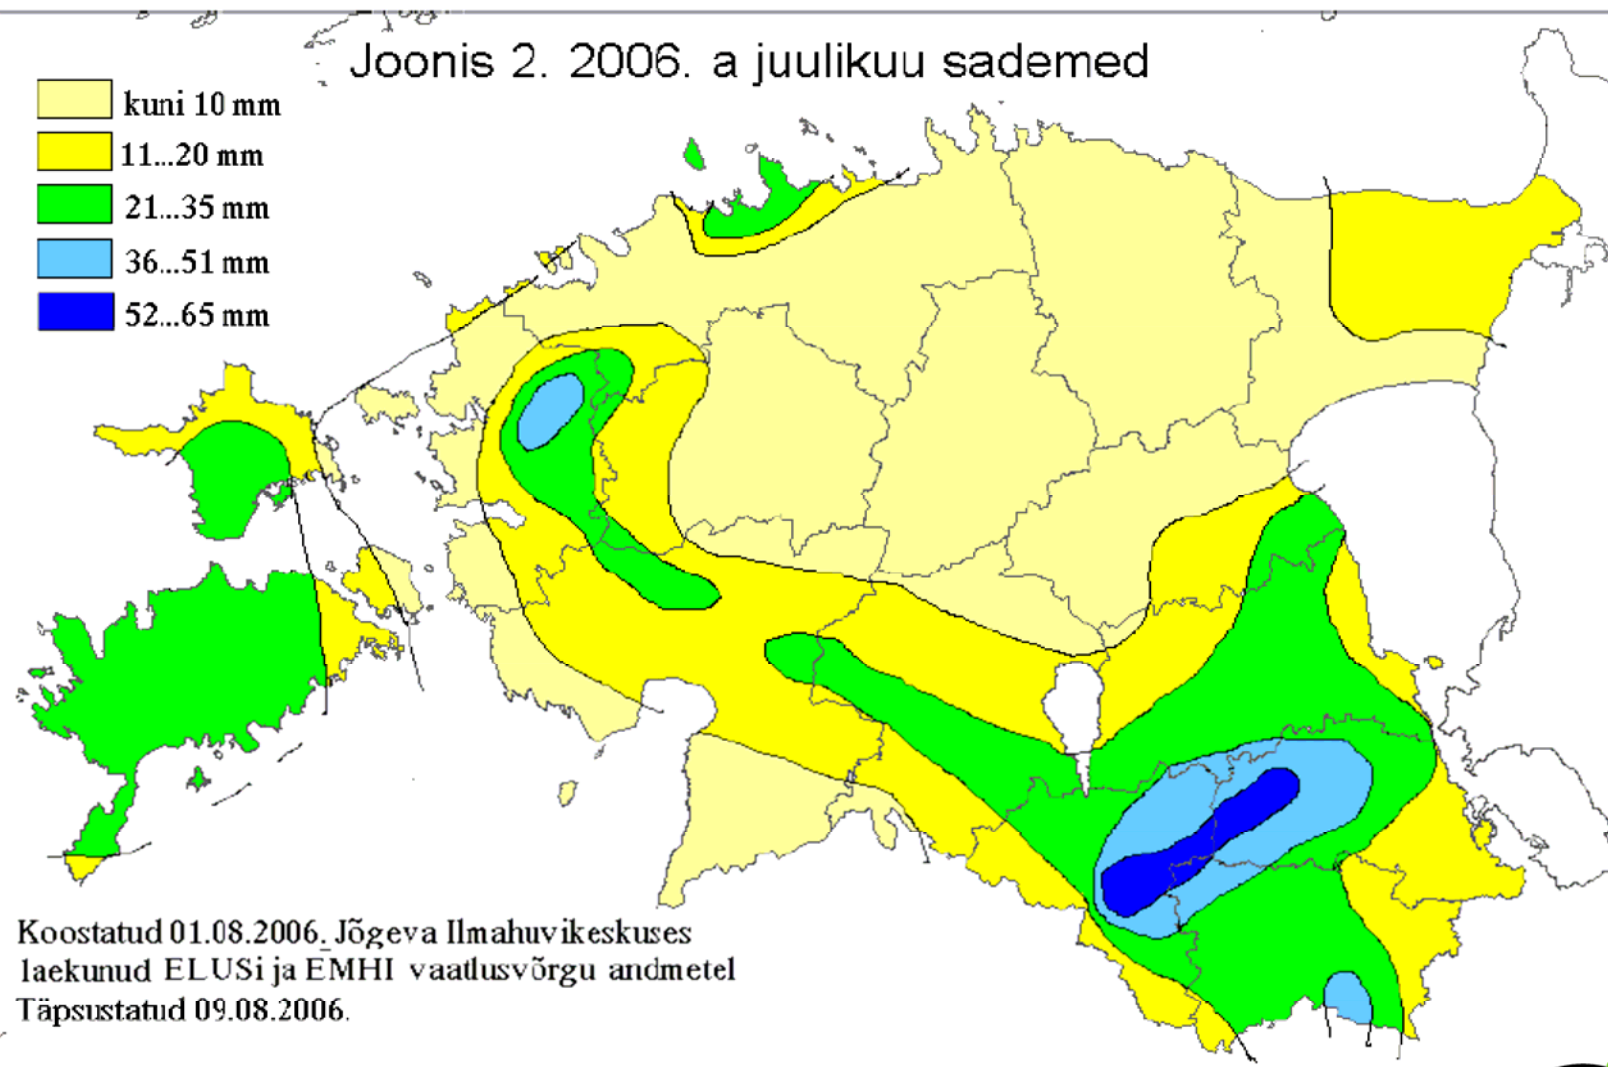 Joonis 2. 2006. a juulikuu sademed
kuni 10 mm
11...20 mm
21...35 mm
36...51 mm
52...65 mm
Koostatud 01.08.2006. Jõgeva Ilmahuvikeskuses
laekunud ELUSi ja EMHI vaatlusvõrgu andmetel
Täpsustatud 09.08.2006.